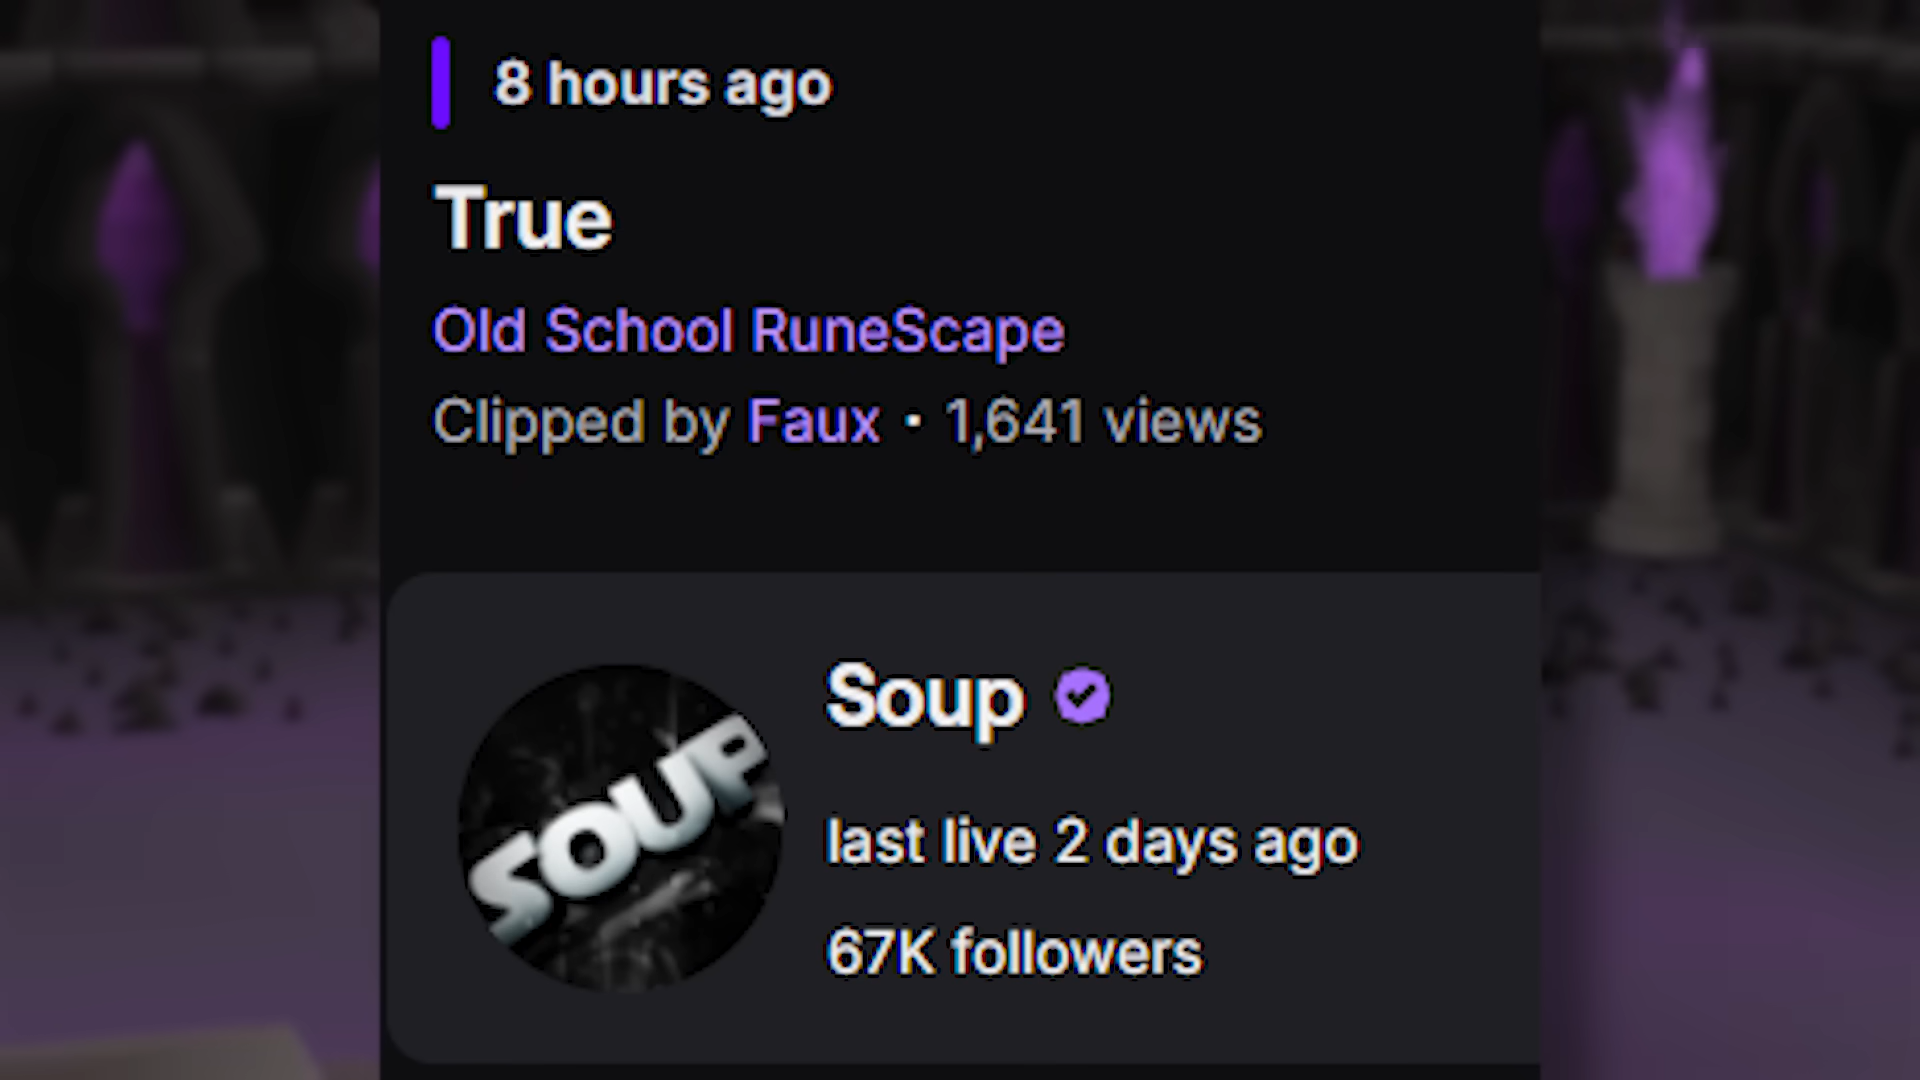 8 hours ago
True
Old School RuneScape
Clipped by Faux • 1,641 views
SOUP
Soup
last live 2 days ago
67K followers